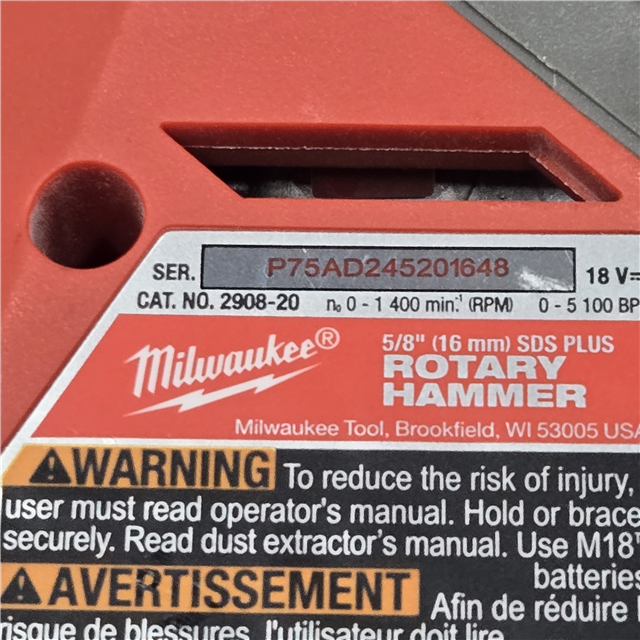 SER. P75AD245201648 18 V=
CAT. NO. 2908-20 n₀ 0 - 1 400 min.⁻¹ (RPM) 0 - 5 100 BP
Milwaukee®
5/8" (16 mm) SDS PLUS
ROTARY
HAMMER
Milwaukee Tool, Brookfield, WI 53005 USA
WARNING To reduce the risk of injury,
user must read operator's manual. Hold or brace
securely. Read dust extractor's manual. Use M18™
batteries
AVERTISSEMENT Afin de réduire
risque de blessures, l'utilisateur doit lire